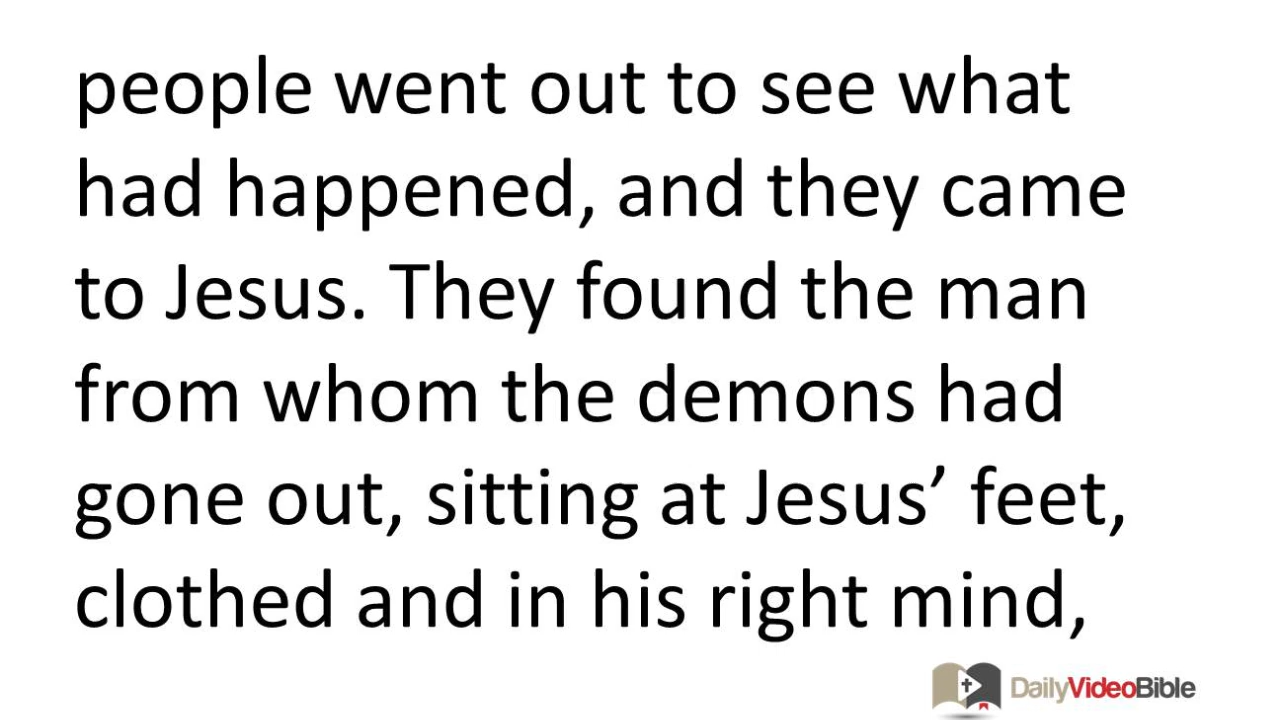 people went out to see what
had happened, and they came
to Jesus. They found the man
from whom the demons had
gone out, sitting at Jesus’ feet,
clothed and in his right mind,
DailyVideoBible